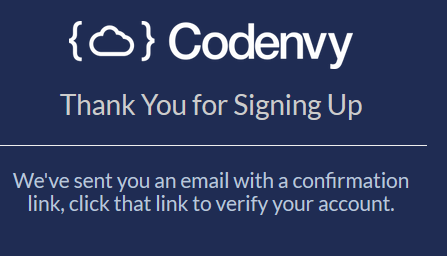 { } Codenvy
Thank You for Signing Up
We've sent you an email with a confirmation
link, click that link to verify your account.